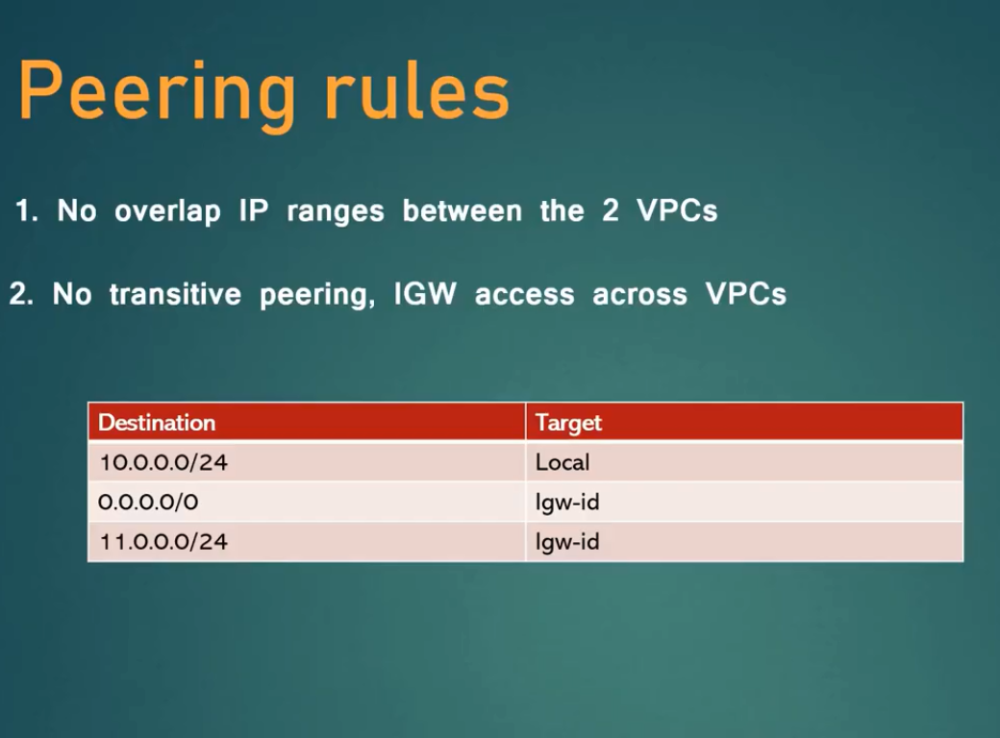 Peering rules
1. No overlap IP ranges between the 2 VPCs
2. No transitive peering, IGW access across VPCs
Destination Target
10.0.0.0/24 Local
0.0.0.0/0 Igw-id
11.0.0.0/24 Igw-id